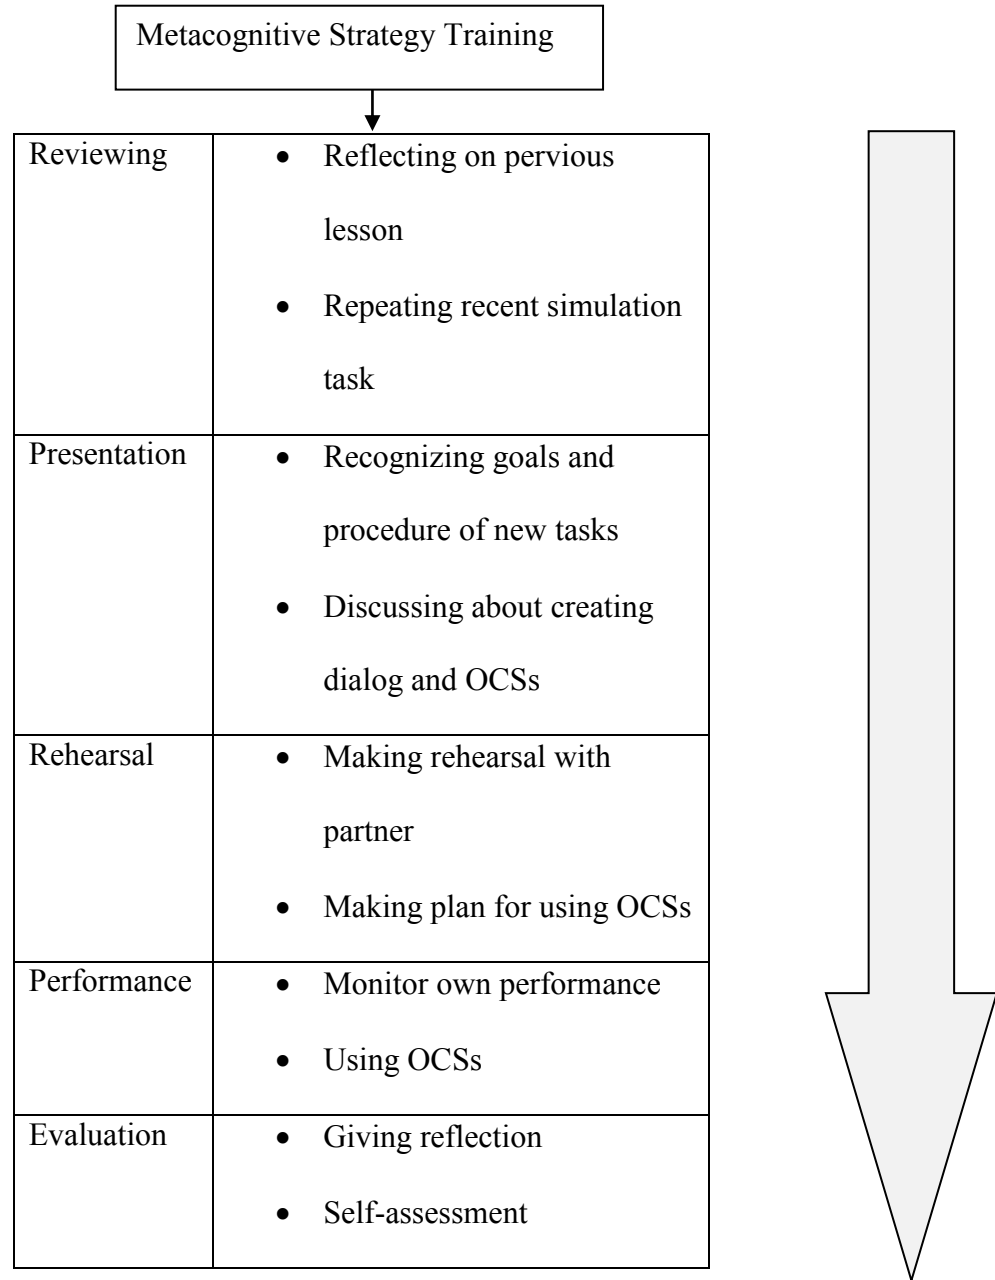 Metacognitive Strategy Training
Reviewing
• Reflecting on pervious
lesson
• Repeating recent simulation
task
Presentation
• Recognizing goals and
procedure of new tasks
• Discussing about creating
dialog and OCSs
Rehearsal
• Making rehearsal with
partner
• Making plan for using OCSs
Performance
• Monitor own performance
• Using OCSs
Evaluation
• Giving reflection
• Self-assessment